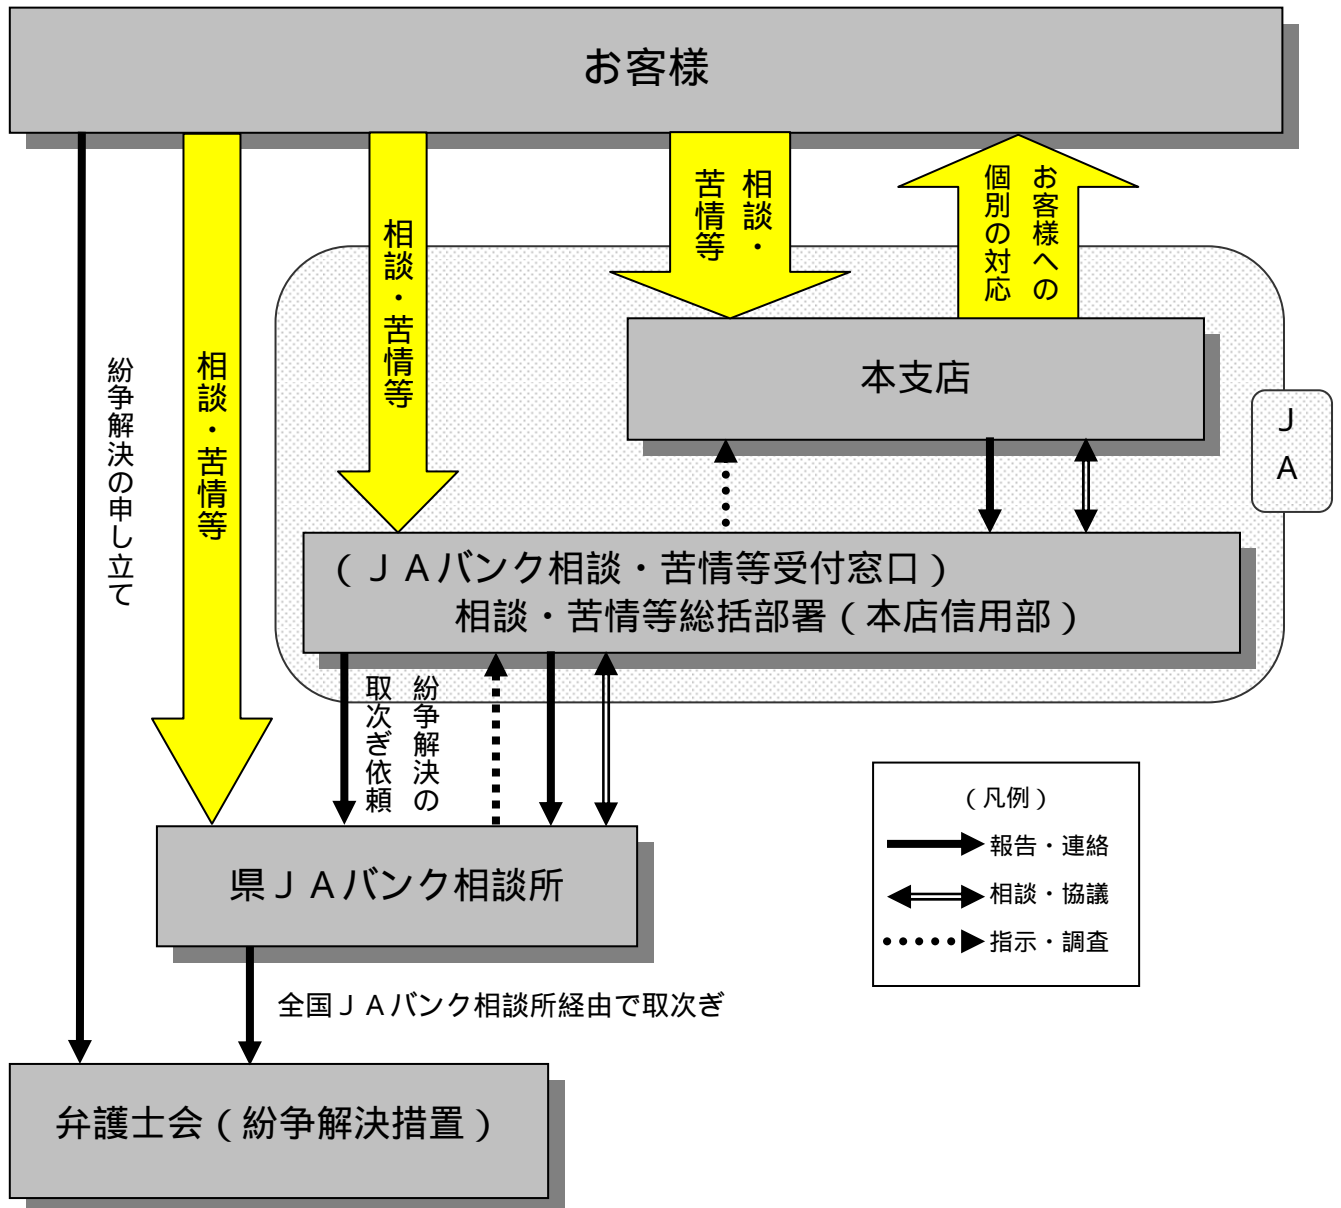 お客様
相談・
苦情等
お客様への
個別の対応
相談・苦情等
相談・苦情等
紛争解決の申し立て
本支店
ＪＡ
（ＪＡバンク相談・苦情等受付窓口）
相談・苦情等総括部署（本店信用部）
紛争解決の
取次ぎ依頼
（凡例）
報告・連絡
相談・協議
指示・調査
県ＪＡバンク相談所
全国ＪＡバンク相談所経由で取次ぎ
弁護士会（紛争解決措置）